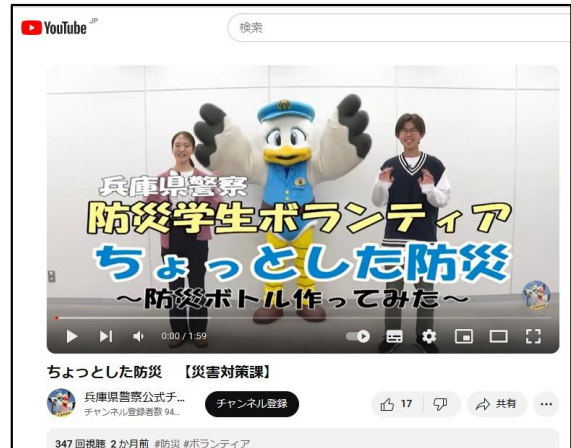 YouTube JP
検索
兵庫県警察
防災学生ボランティア
ちょっとした防災
~防災ボトル作ってみた~
0:00 / 1:59
ちょっとした防災 【災害対策課】
兵庫県警察公式チ...
チャンネル登録者数 94...
チャンネル登録
17
共有
347 回視聴 2 か月前 #防災 #ボランティア